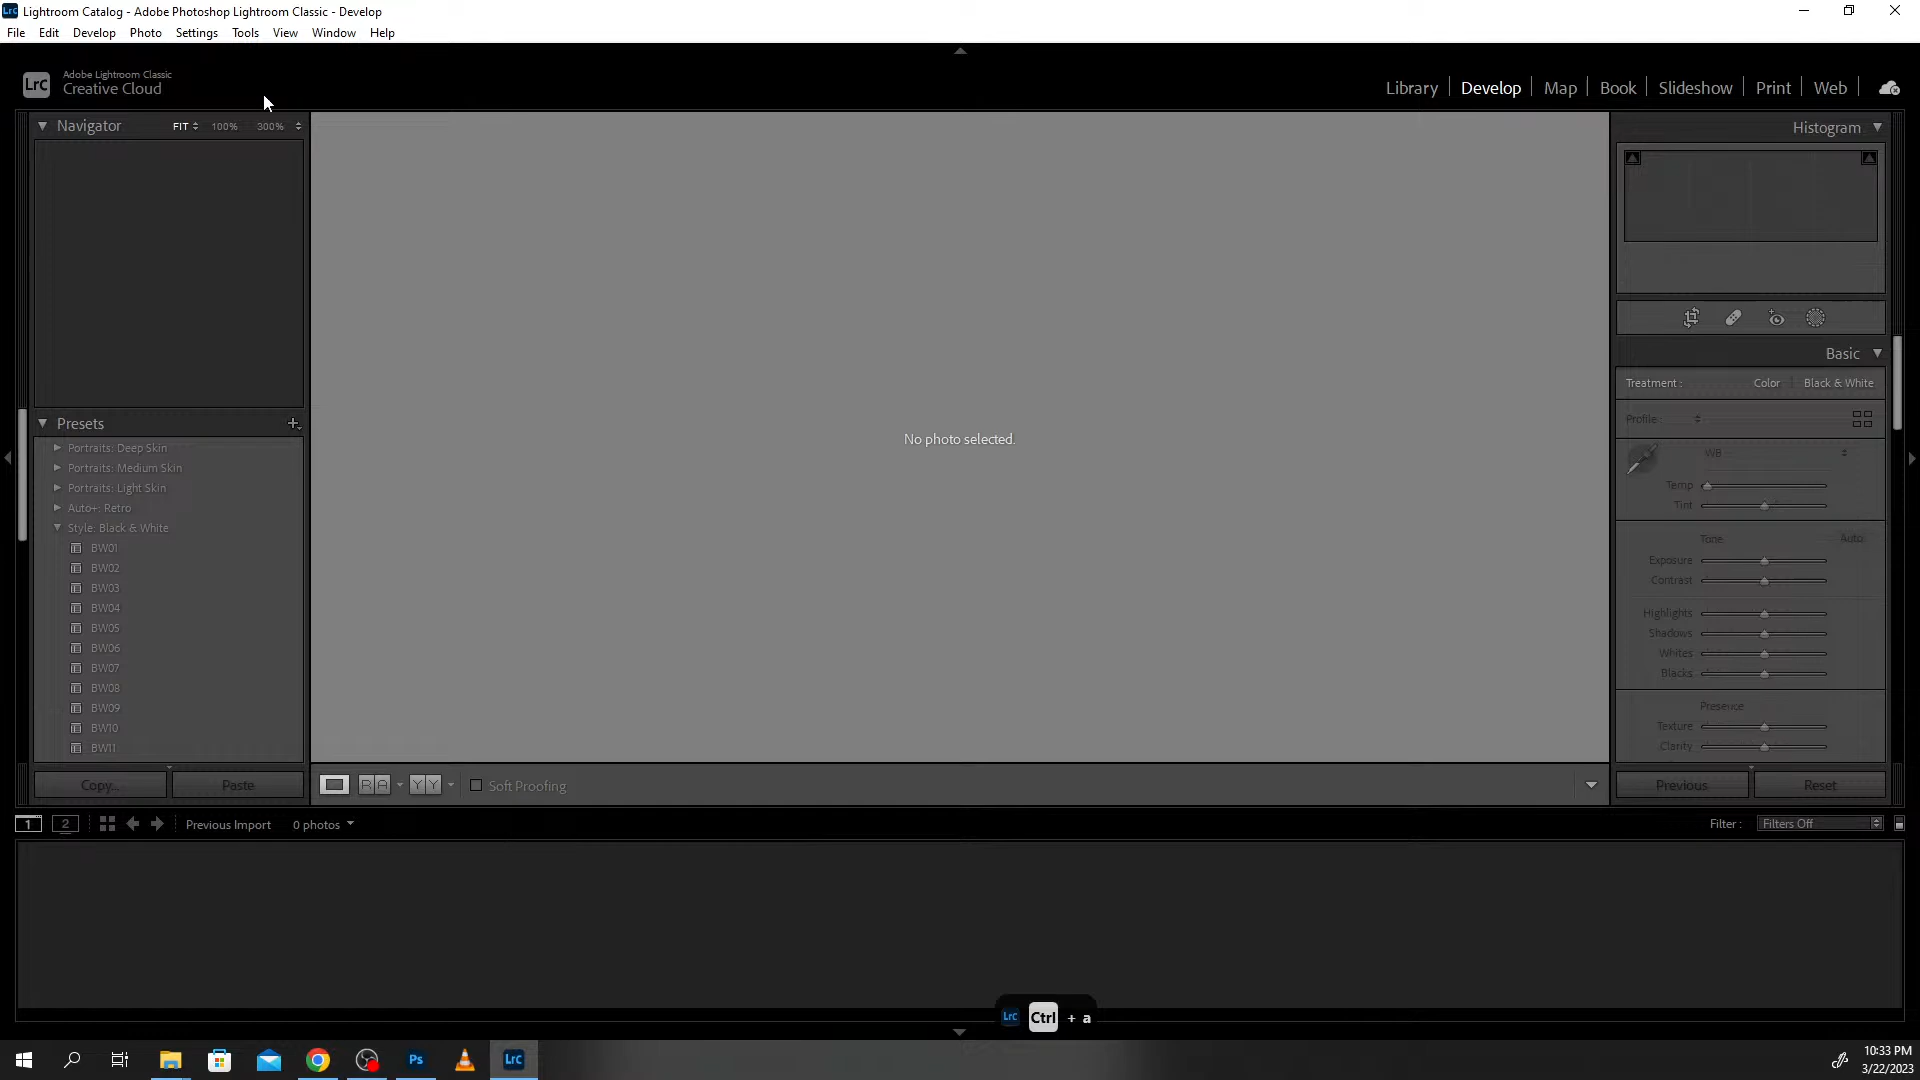 Lrc Lightroom Catalog - Adobe Photoshop Lightroom Classic - Develop
File Edit Develop Photo Settings Tools View Window Help
LrC Adobe Lightroom Classic
Creative Cloud
Library Develop Map Book Slideshow Print Web
Navigator FIT 100% 300%
Histogram
Basic
Treatment : Color Black & White
Profile :
No photo selected.
Presets
Portraits: Deep Skin
Portraits: Medium Skin
Portraits: Light Skin
Auto+: Retro
Style: Black & White
BW01
BW02
BW03
BW04
BW05
BW06
BW07
BW08
BW09
BW10
BW11
WB
Temp
Tint
Tone Auto
Exposure
Contrast
Highlights
Shadows
Whites
Blacks
Presence
Texture
Clarity
Copy... Paste
R A Y Y Soft Proofing
Previous Reset
1 2 Previous Import 0 photos
Filter : Filters Off
Lrc Ctrl + a
Ps LrC
10:33 PM
3/22/2023